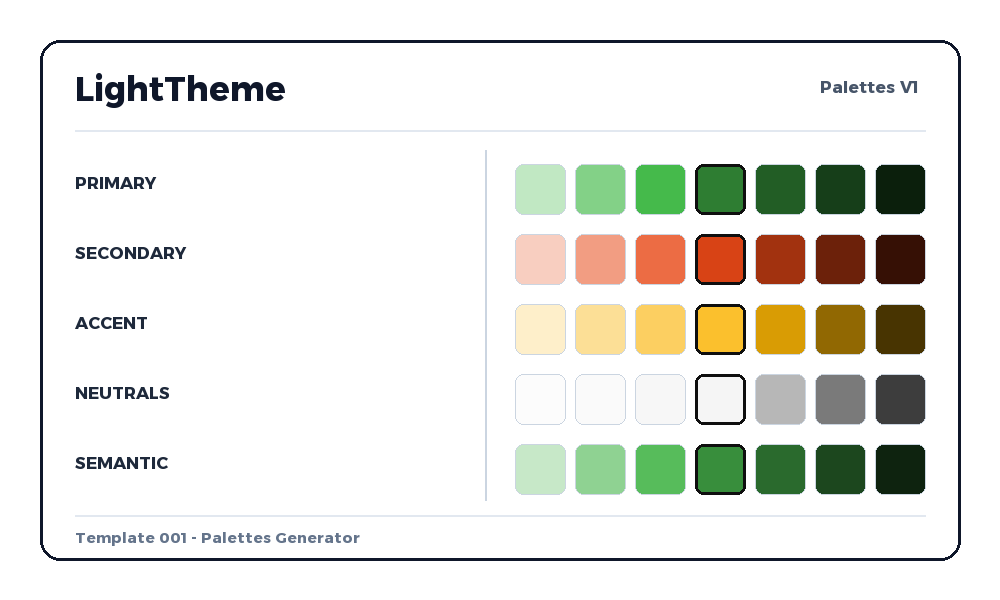 LightTheme
Palettes V1
PRIMARY
SECONDARY
ACCENT
NEUTRALS
SEMANTIC
Template 001 - Palettes Generator